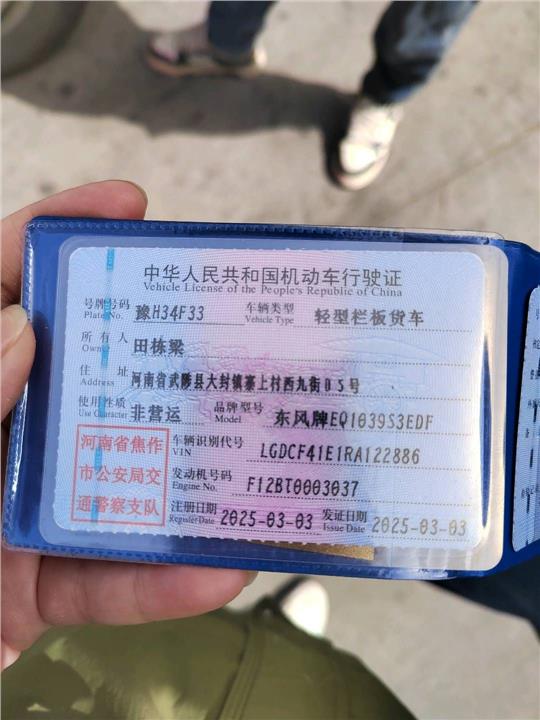 中华人民共和国机动车行驶证
Vehicle License of the People's Republic of China
号牌号码 豫H34F33 车辆类型 轻型栏板货车
Plate No. Vehicle Type
所有人 田栋梁
Owner
住址 河南省武陟县大封镇寨上村西九街05号
Address
使用性质 非营运 品牌型号 东风牌EQ1039S3EDF
Use Character Model
河南省焦作
市公安局交
通警察支队
车辆识别代号 LGDCF41E1RA122886
VIN
发动机号码 F12BT0003037
Engine No.
注册日期 2025-03-03 发证日期 2025-03-03
Register Date Issue Date